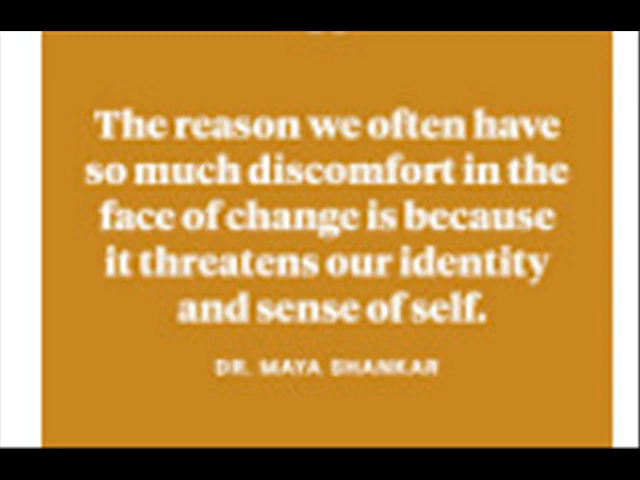 The reason we often have
so much discomfort in the
face of change is because
it threatens our identity
and sense of self.
DR. MAYA SHANKAR